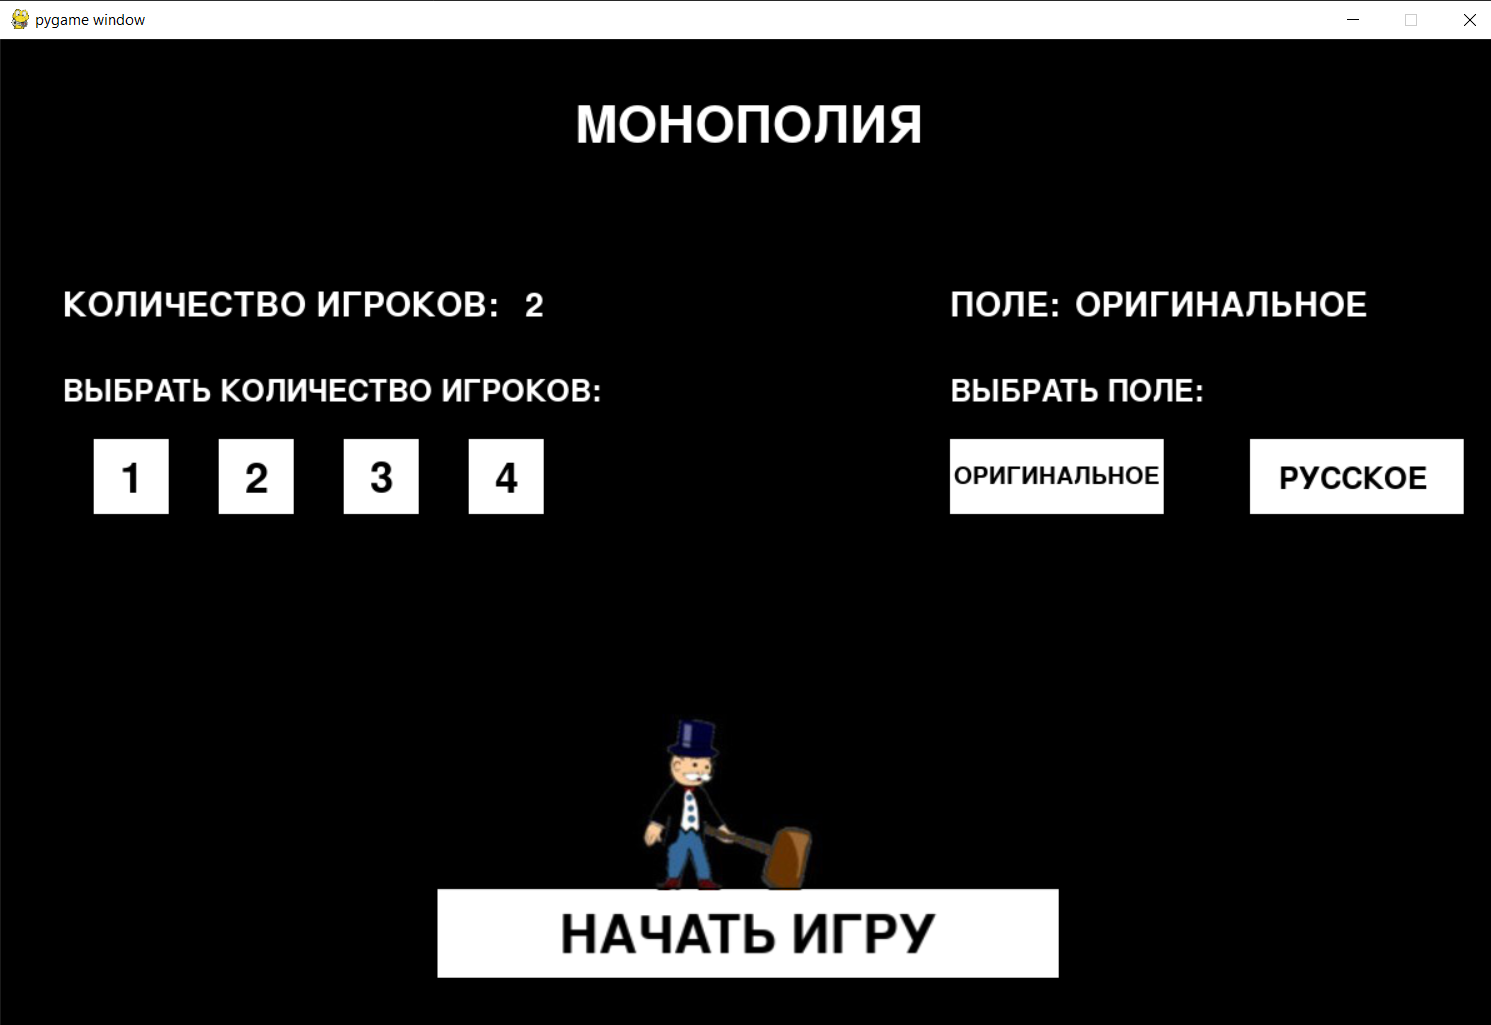 pygame window
МОНОПОЛИЯ
КОЛИЧЕСТВО ИГРОКОВ: 2
ПОЛЕ: ОРИГИНАЛЬНОЕ
ВЫБРАТЬ КОЛИЧЕСТВО ИГРОКОВ:
ВЫБРАТЬ ПОЛЕ:
1 2 3 4
ОРИГИНАЛЬНОЕ РУССКОЕ
НАЧАТЬ ИГРУ